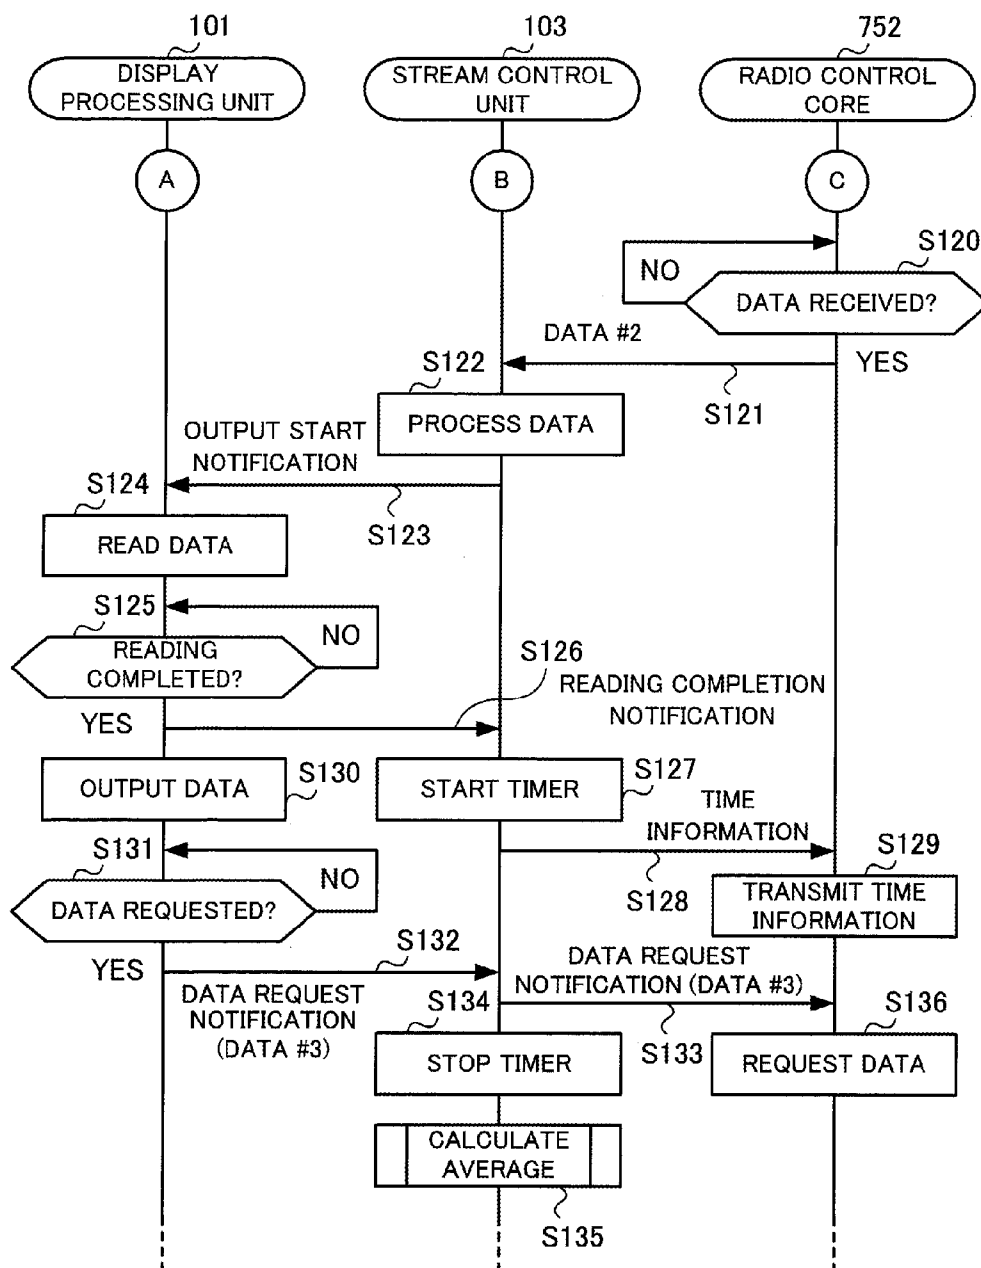 101
103
752
DISPLAY
PROCESSING UNIT
STREAM CONTROL
UNIT
RADIO CONTROL
CORE
A
B
C
S120
NO
DATA RECEIVED?
DATA #2
YES
S122
S121
PROCESS DATA
OUTPUT START
NOTIFICATION
S124
S123
READ DATA
S125
NO
READING
COMPLETED?
S126
READING COMPLETION
NOTIFICATION
YES
OUTPUT DATA
S130
START TIMER
S127
TIME
INFORMATION
S131
S129
NO
S128
TRANSMIT TIME
INFORMATION
DATA REQUESTED?
S132
YES
DATA REQUEST
NOTIFICATION (DATA #3)
DATA REQUEST
NOTIFICATION
(DATA #3)
S134
S136
S133
STOP TIMER
REQUEST DATA
CALCULATE
AVERAGE
S135